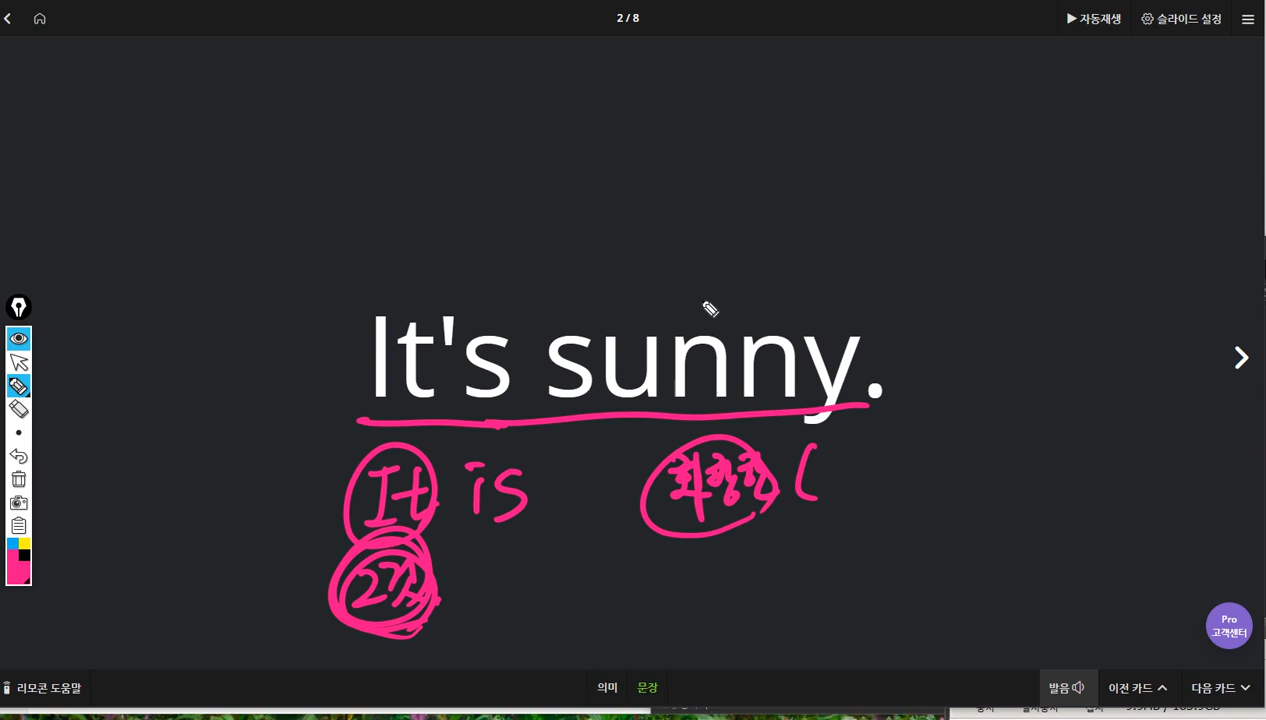 2 / 8
▶ 자동재생
슬라이드 설정
It's sunny.
It is 화창한 (
2가지
Pro
고객센터
리모콘 도움말
의미
문장
발음
이전 카드
다음 카드